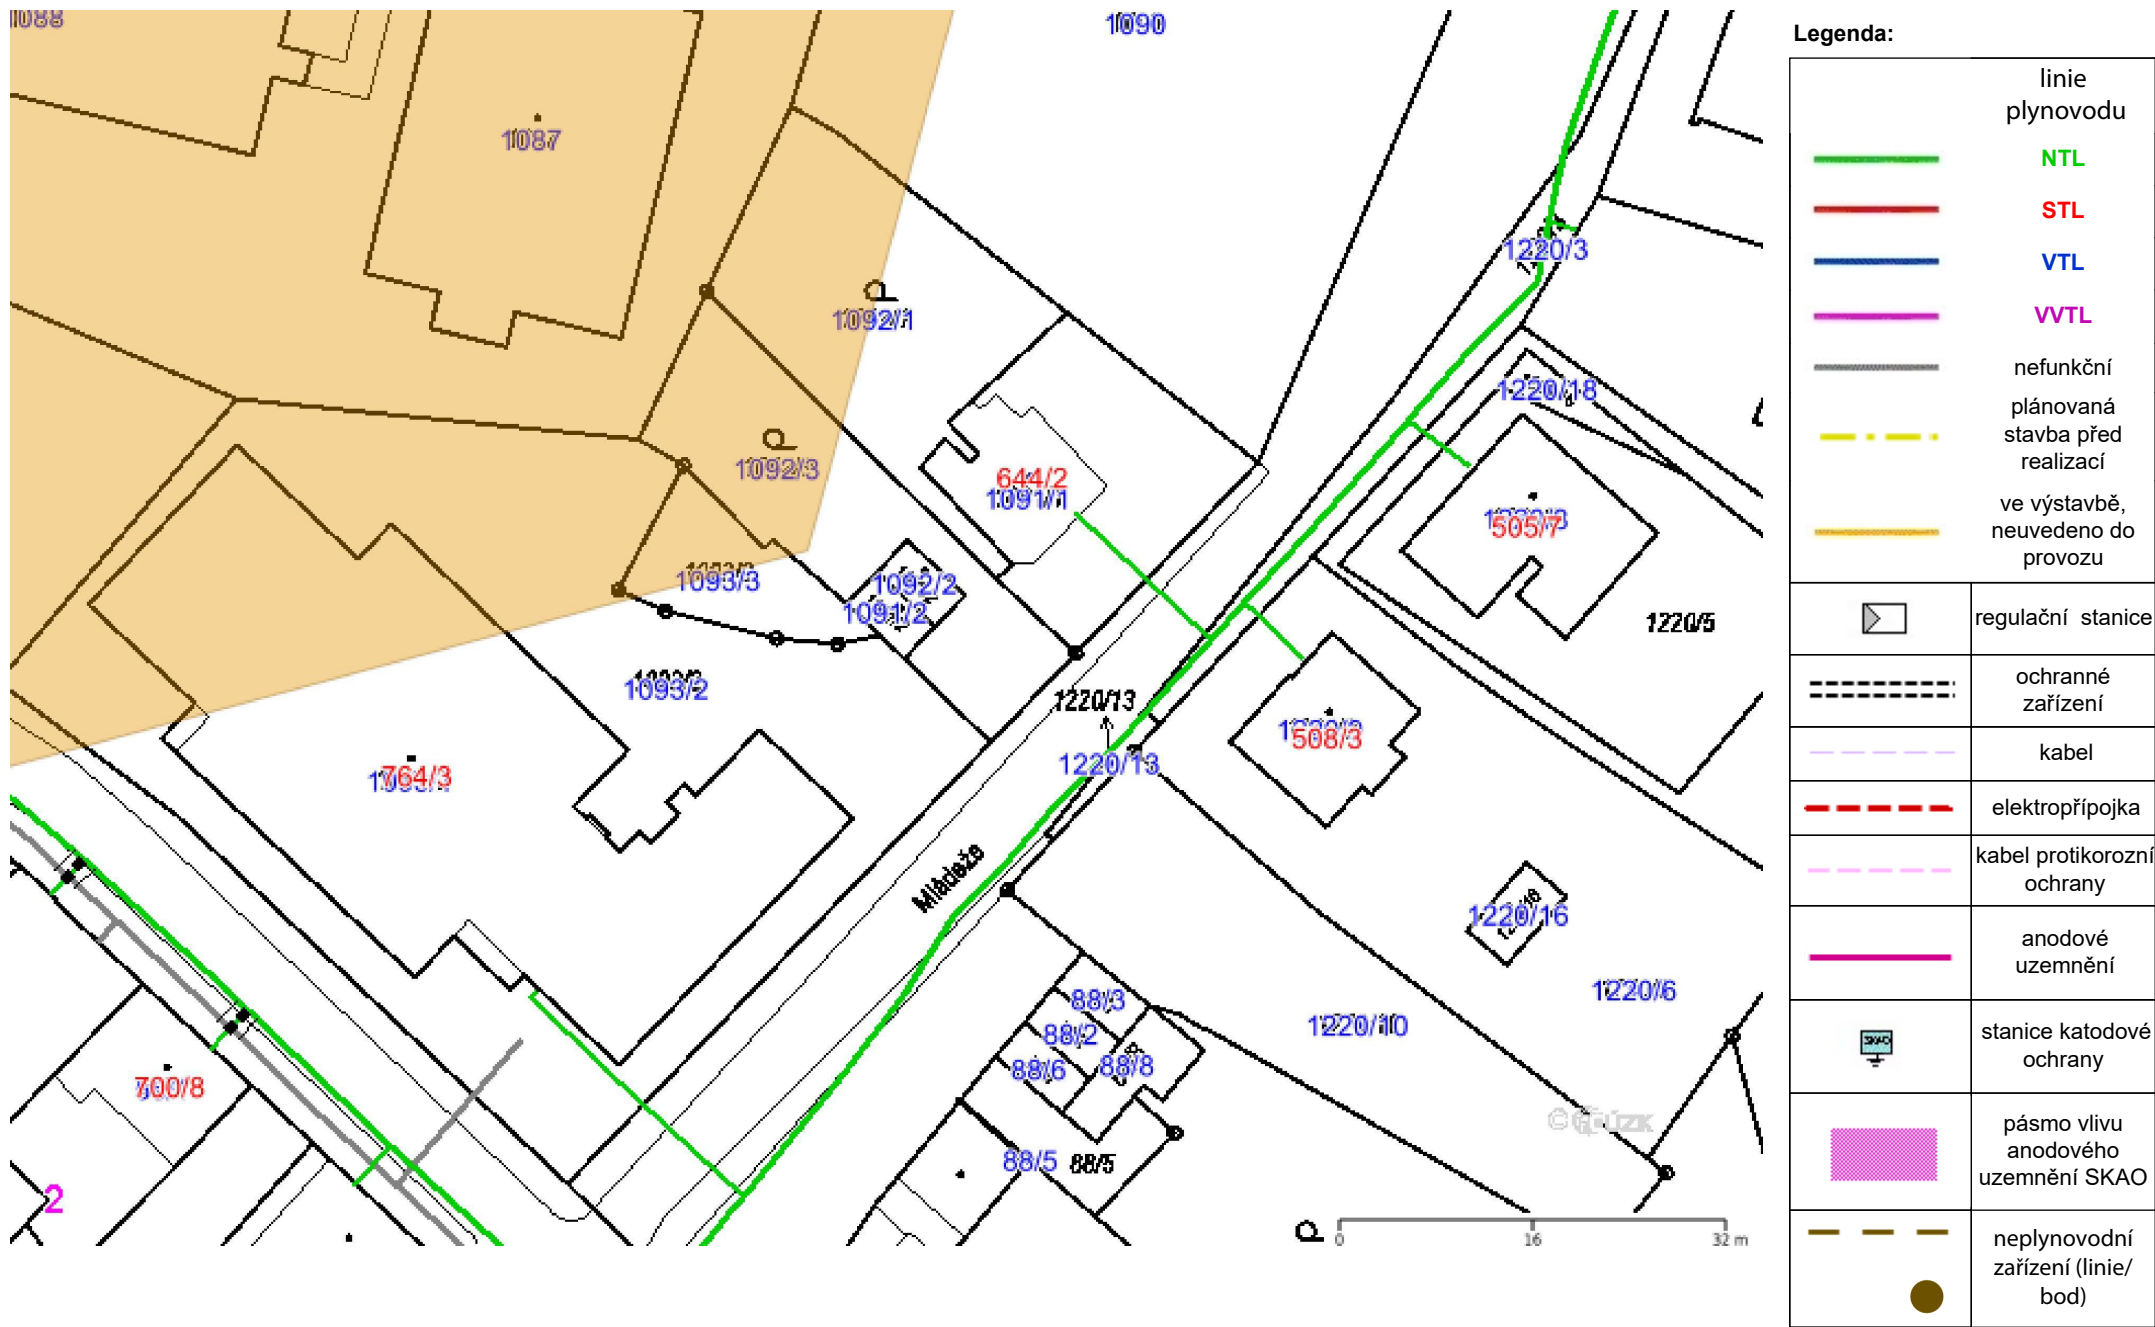 1088
1090
1087
1220/3
1092/1
1220/18
1092/3
644/2
1091/1
505/7
1093/3
1092/2
1091/2
1220/5
1093/2
1220/13
508/3
1220/13
764/3
Mládeže
1220/16
1220/6
88/3
1220/10
88/2
88/6
88/8
700/8
88/5
88/5
2
0
16
32 m
Legenda:
linie
plynovodu
NTL
STL
VTL
VVTL
nefunkční
plánovaná
stavba před
realizací
ve výstavbě,
neuvedeno do
provozu
regulační stanice
ochranné
zařízení
kabel
elektropřípojka
kabel protikorozní
ochrany
anodové
uzemnění
SKAO
stanice katodové
ochrany
pásmo vlivu
anodového
uzemnění SKAO
neplynovodní
zařízení (linie/
bod)